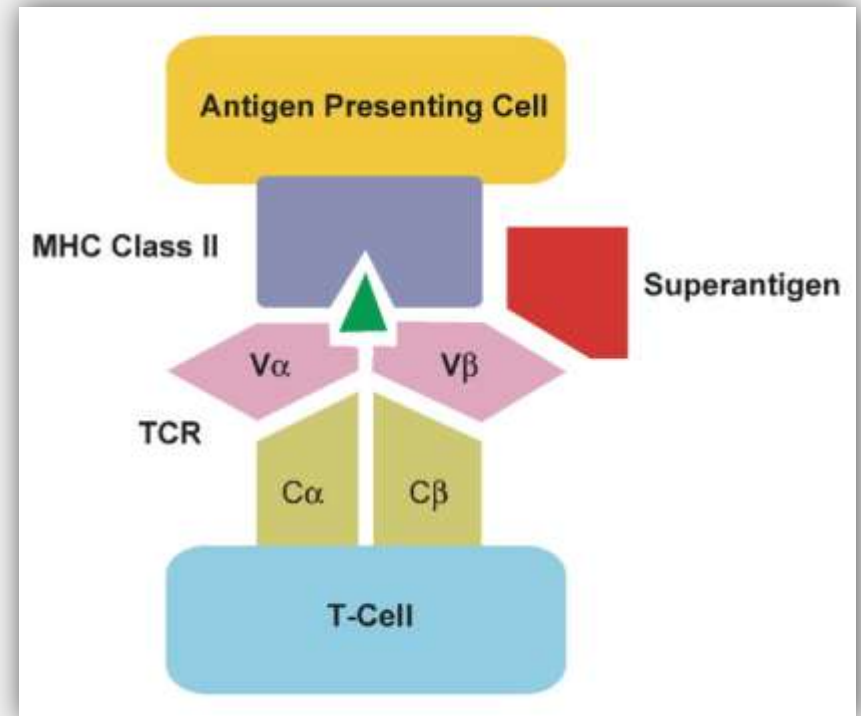 Antigen Presenting Cell
MHC Class II
Superantigen
Vα
Vβ
TCR
Cα
Cβ
T-Cell